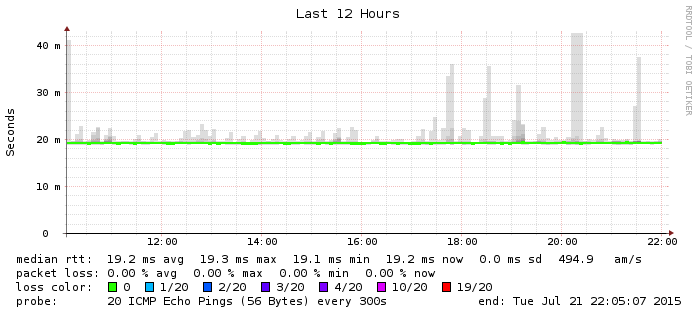 Last 12 Hours
RRDTOOL / TOBI OETIKER
Seconds
40 m
30 m
20 m
10 m
0
12:00 14:00 16:00 18:00 20:00 22:00
median rtt: 19.2 ms avg 19.3 ms max 19.1 ms min 19.2 ms now 0.0 ms sd 494.9 am/s
packet loss: 0.00 % avg 0.00 % max 0.00 % min 0.00 % now
loss color: 0 1/20 2/20 3/20 4/20 10/20 19/20
probe: 20 ICMP Echo Pings (56 Bytes) every 300s end: Tue Jul 21 22:05:07 2015